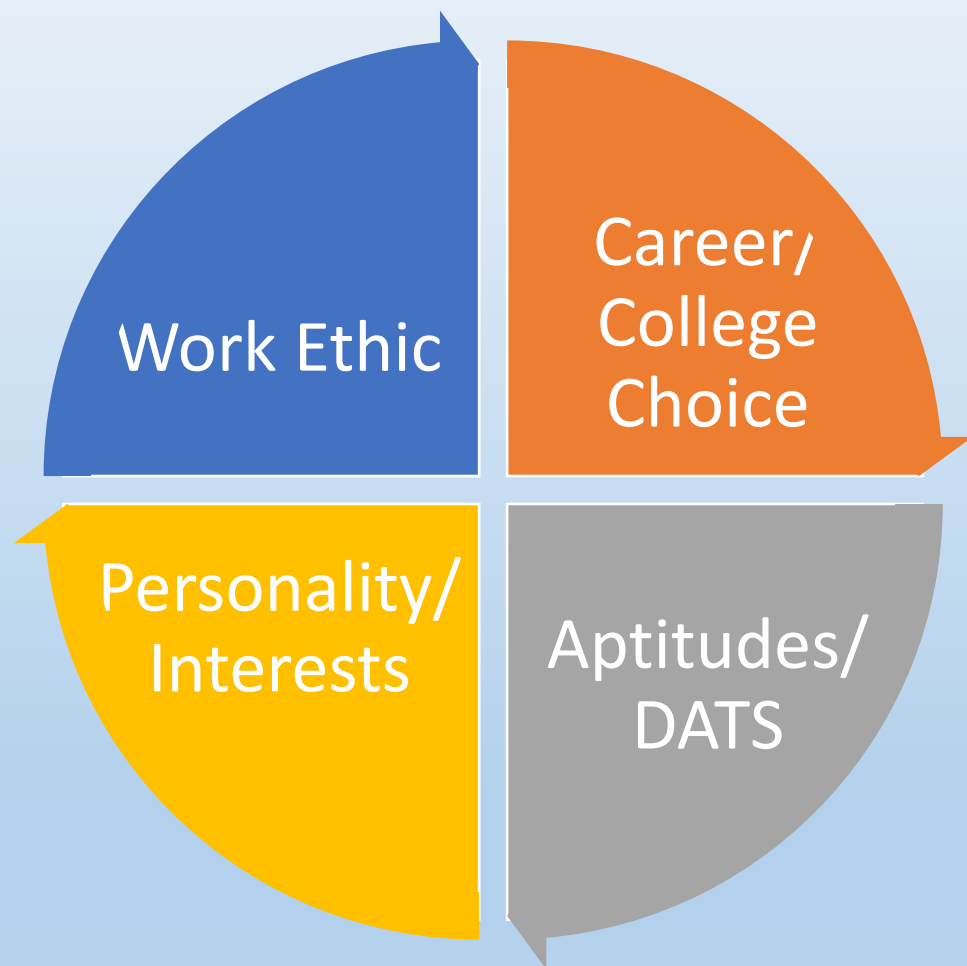 Work Ethic
Career/
College
Choice
Personality/
Interests
Aptitudes/
DATS